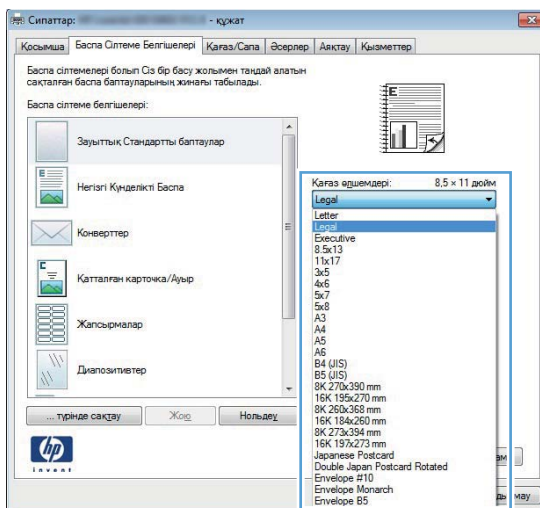 Сипаттар: - құжат
Қосымша Баспа Сілтеме Белгішелері Қағаз/Сапа Әсерлер Аяқтау Қызметтер
Баспа сілтемелері болып Сіз бір басу жолымен таңдай алатын
сақталған баспа баптауларының жинағы табылады.
Баспа сілтеме белгішелері:
Зауыттық Стандартты баптаулар
Негізгі Күнделікті Баспа
Конверттер
Қатталған карточка/Ауыр
Жапсырмалар
Диапозитивтер
... түрінде сақтау Жою Нольдеу
hp
invent
Қағаз өлшемдері: 8,5 × 11 дюйм
Legal
Letter
Legal
Executive
8.5x13
11x17
3x5
4x6
5x7
5x8
A3
A4
A5
A6
B4 (JIS)
B5 (JIS)
8K 270x390 mm
16K 195x270 mm
8K 260x368 mm
16K 184x260 mm
8K 273x394 mm
16K 197x273 mm
Japanese Postcard
Double Japan Postcard Rotated
Envelope #10
Envelope Monarch
Envelope B5